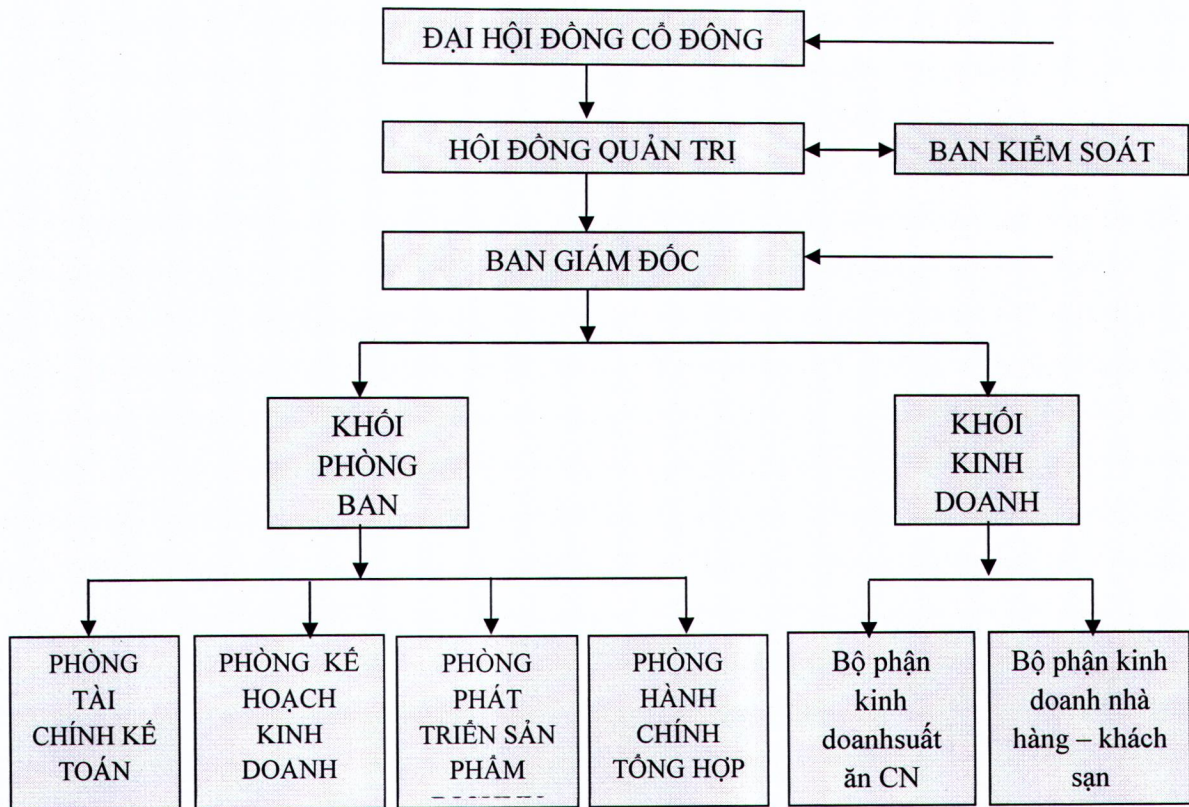 ĐẠI HỘI ĐỒNG CỔ ĐÔNG
HỘI ĐỒNG QUẢN TRỊ
BAN KIỂM SOÁT
BAN GIÁM ĐỐC
KHỐI
PHÒNG
BAN
KHỐI
KINH
DOANH
PHÒNG
TÀI
CHÍNH KẾ
TOÁN
PHÒNG KẾ
HOẠCH
KINH
DOANH
PHÒNG
PHÁT
TRIỂN SẢN
PHẨM
PHÒNG
HÀNH
CHÍNH
TỔNG HỢP
Bộ phận
kinh
doanhsuất
ăn CN
Bộ phận kinh
doanh nhà
hàng – khách
sạn